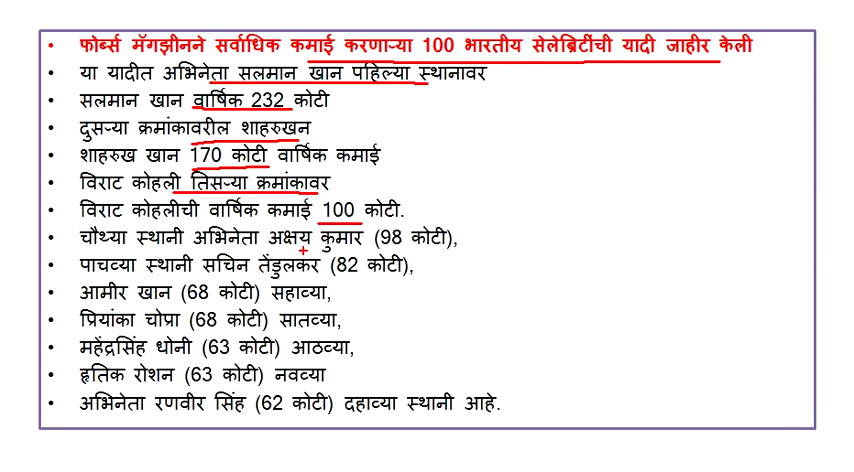 फोर्ब्स मॅगझीनने सर्वाधिक कमाई करणाऱ्या 100 भारतीय सेलेब्रिटींची यादी जाहीर केली
या यादीत अभिनेता सलमान खान पहिल्या स्थानावर
सलमान खान वार्षिक 232 कोटी
दुसऱ्या क्रमांकावरील शाहरुखन
शाहरुख खान 170 कोटी वार्षिक कमाई
विराट कोहली तिसऱ्या क्रमांकावर
विराट कोहलीची वार्षिक कमाई 100 कोटी.
चौथ्या स्थानी अभिनेता अक्षय कुमार (98 कोटी),
पाचव्या स्थानी सचिन तेंडुलकर (82 कोटी),
आमीर खान (68 कोटी) सहाव्या,
प्रियांका चोप्रा (68 कोटी) सातव्या,
महेंद्रसिंह धोनी (63 कोटी) आठव्या,
हृतिक रोशन (63 कोटी) नवव्या
अभिनेता रणवीर सिंह (62 कोटी) दहाव्या स्थानी आहे.